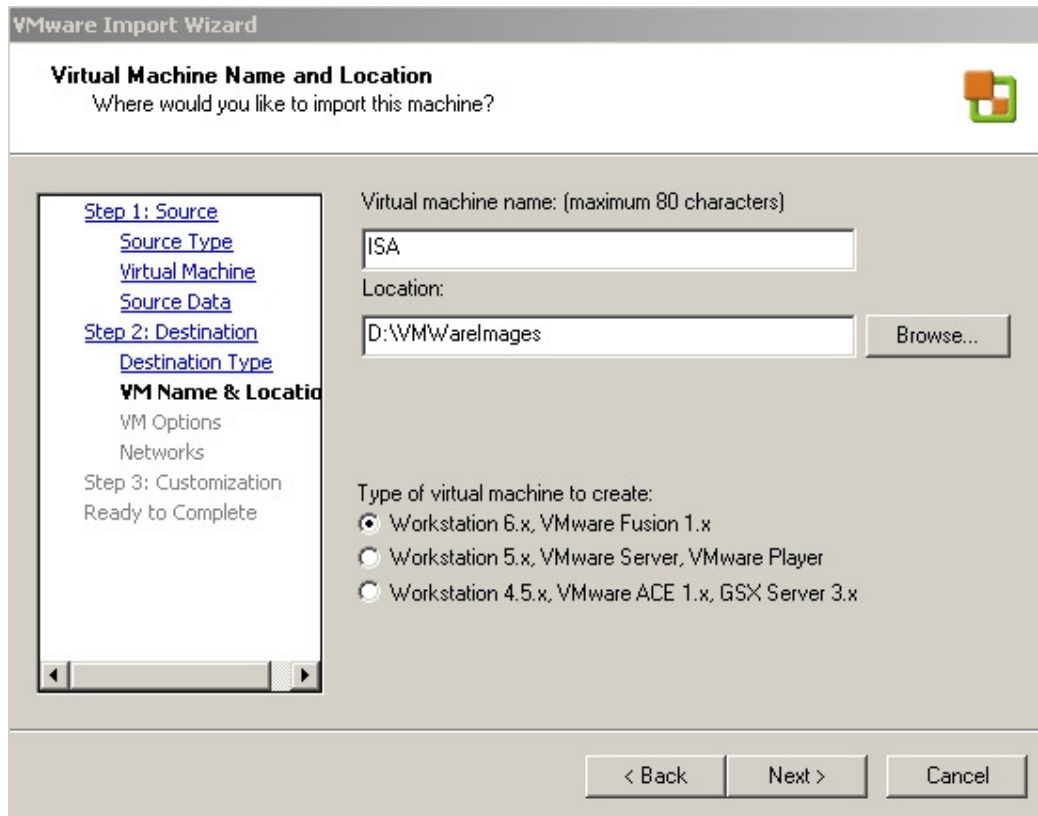 VMware Import Wizard
Virtual Machine Name and Location
Where would you like to import this machine?
Step 1: Source
Source Type
Virtual Machine
Source Data
Step 2: Destination
Destination Type
VM Name & Locatio
VM Options
Networks
Step 3: Customization
Ready to Complete
Virtual machine name: (maximum 80 characters)
ISA
Location:
D:\VMWareImages
Browse...
Type of virtual machine to create:
Workstation 6.x, VMware Fusion 1.x
Workstation 5.x, VMware Server, VMware Player
Workstation 4.5.x, VMware ACE 1.x, GSX Server 3.x
< Back
Next >
Cancel